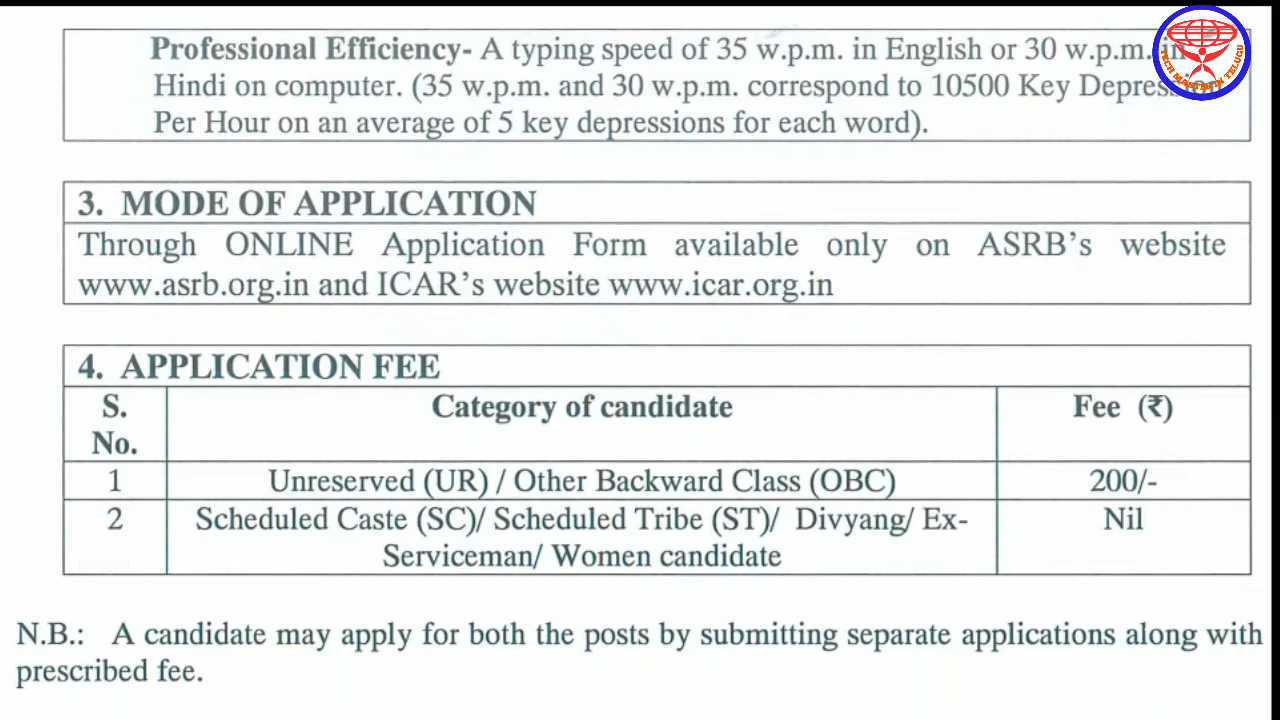 Professional Efficiency- A typing speed of 35 w.p.m. in English or 30 w.p.m. in
Hindi on computer. (35 w.p.m. and 30 w.p.m. correspond to 10500 Key
Per Hour on an average of 5 key depressions for each word).
TECH MASTER IN TELUGU
3. MODE OF APPLICATION
Through ONLINE Application Form available only on ASRB's website
www.asrb.org.in and ICAR's website www.icar.org.in
4. APPLICATION FEE
S. No. Category of candidate Fee (₹)
1 Unreserved (UR) / Other Backward Class (OBC) 200/-
2 Scheduled Caste (SC)/ Scheduled Tribe (ST)/ Divyang/ Ex- Nil
Serviceman/ Women candidate
N.B.: A candidate may apply for both the posts by submitting separate applications along with
prescribed fee.